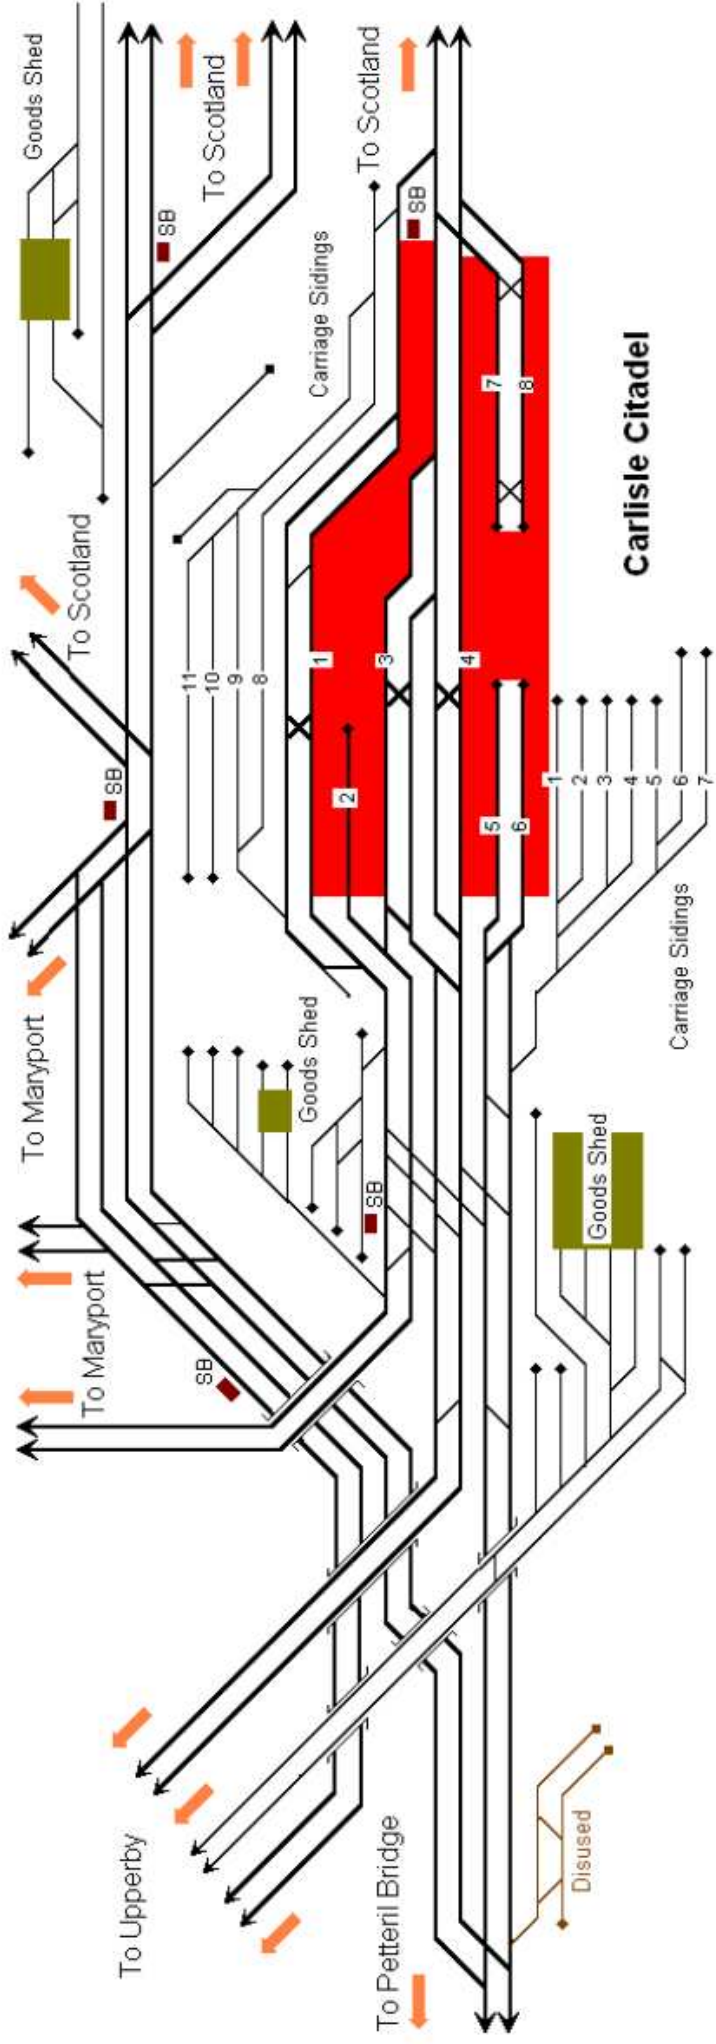 Goods Shed
To Scotland
To Scotland
SB
SB
Carriage Sidings
To Scotland
7
8
Carlisle Citadel
SB
11
10
9
8
1
3
4
2
5
6
1
2
3
4
5
6
7
Carriage Sidings
To Maryport
Goods Shed
SB
Goods Shed
To Maryport
SB
To Upperby
To Petteril Bridge
Disused